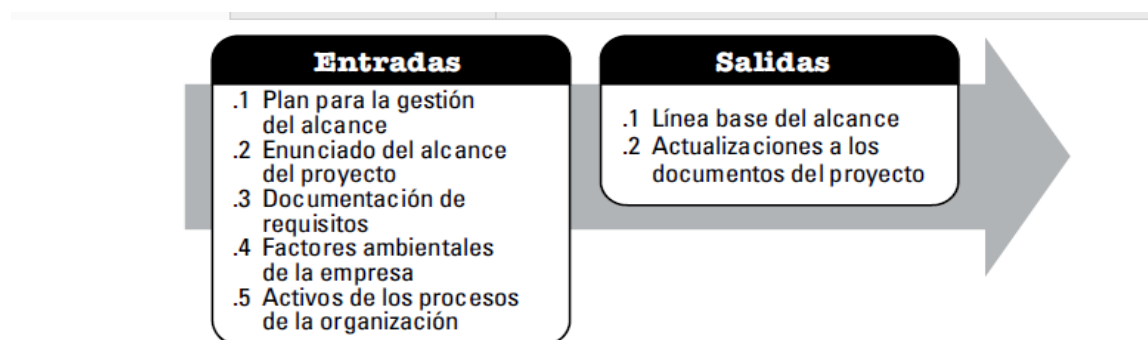 Entradas
.1 Plan para la gestión
del alcance
.2 Enunciado del alcance
del proyecto
.3 Documentación de
requisitos
.4 Factores ambientales
de la empresa
.5 Activos de los procesos
de la organización
Salidas
.1 Línea base del alcance
.2 Actualizaciones a los
documentos del proyecto